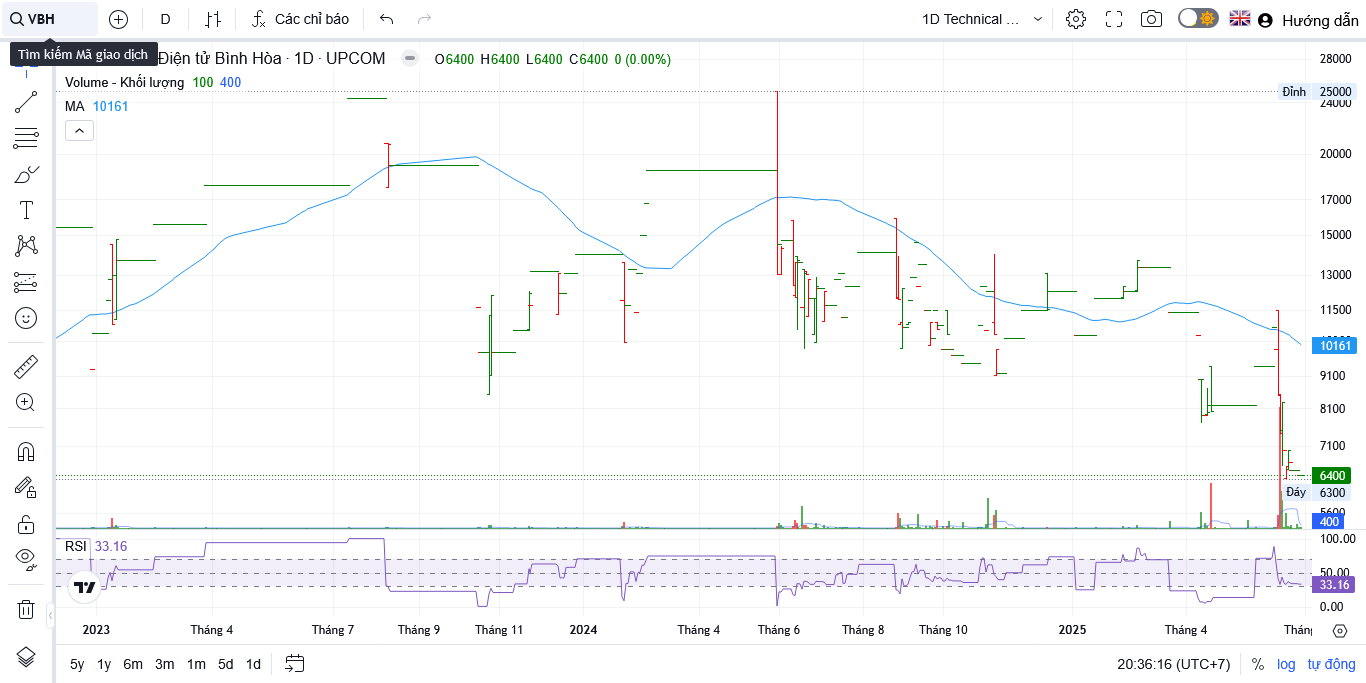 VBH D Các chỉ báo 1D Technical ... Hướng dẫn
Tìm kiếm Mã giao dịch
Điện tử Bình Hòa · 1D · UPCOM O6400 H6400 L6400 C6400 0 (0.00%)
Volume - Khối lượng 100 400
MA 10161
28000
Đỉnh 25000
24000
20000
17000
15000
13000
11500
10161
9100
8100
7100
6400
Đáy 6300
5600
400
RSI 33.16
100.00
50.00
33.16
0.00
2023 Tháng 4 Tháng 7 Tháng 9 Tháng 11 2024 Tháng 4 Tháng 6 Tháng 8 Tháng 10 2025 Tháng 4 Tháng
5y 1y 6m 3m 1m 5d 1d 20:36:16 (UTC+7) % log tự động